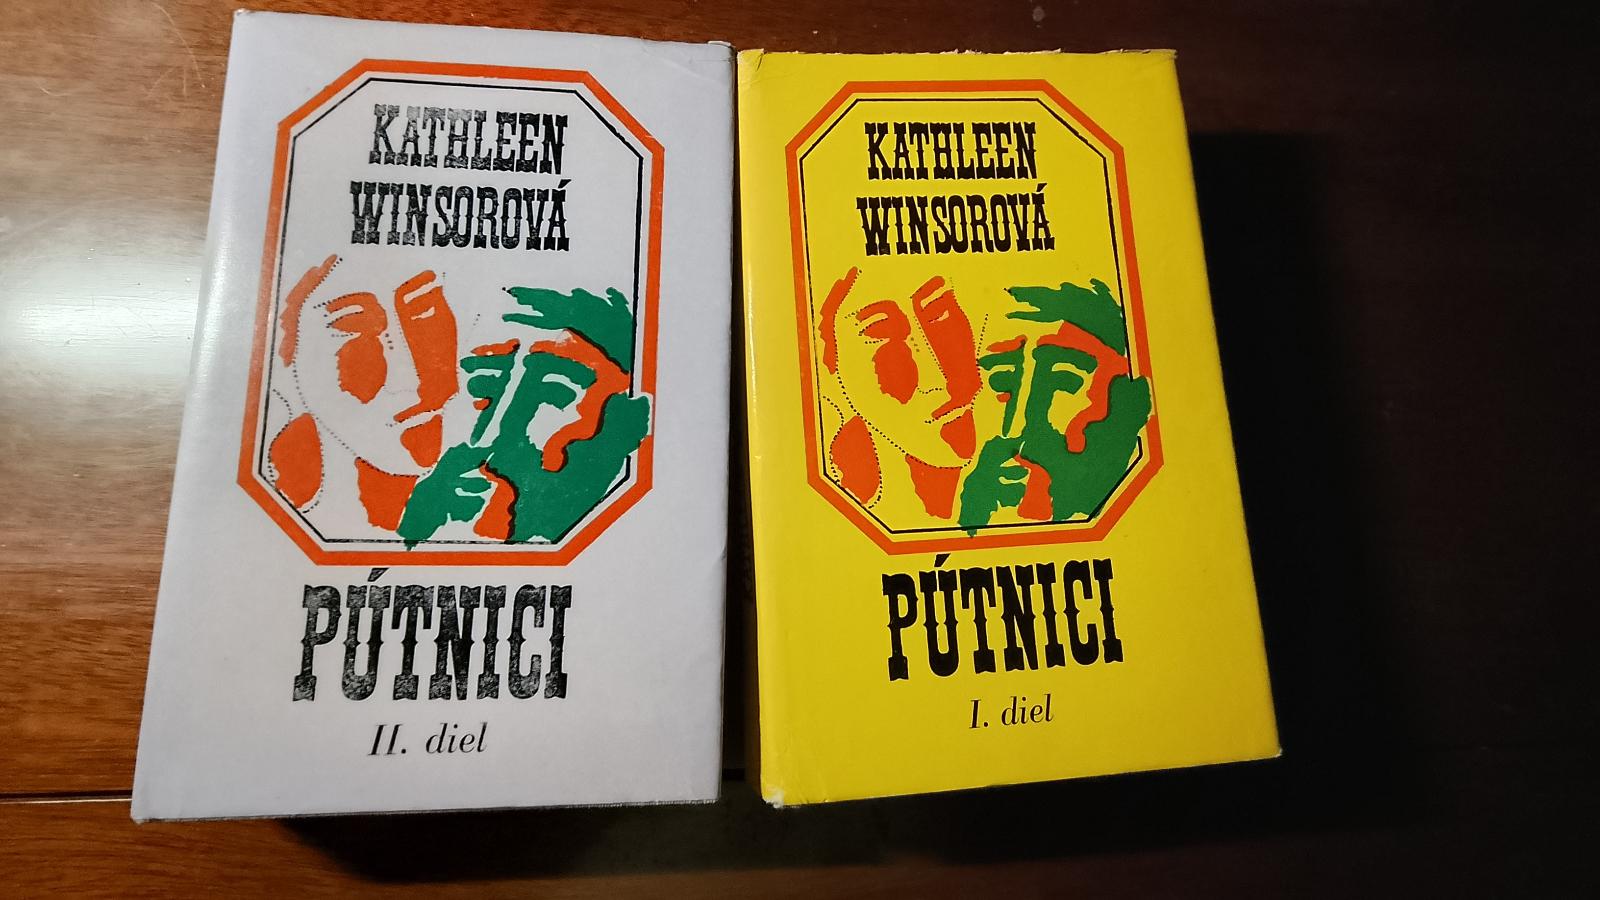 KATHLEEN
WINSOROVÁ
PÚTNICI
II. diel
KATHLEEN
WINSOROVÁ
PÚTNICI
I. diel